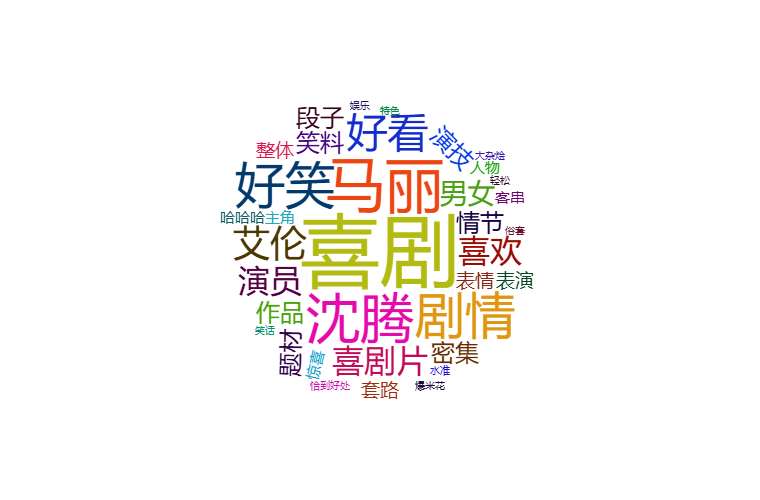 娱乐
特色
段子
好看
笑料
演技
整体
大杂烩
人物
好笑
马丽
轻松
男女
客串
哈哈哈
主角
情节
俗套
艾伦
喜剧
喜欢
演员
表情
表演
作品
沈腾
剧情
笑话
题材
惊喜
喜剧片
密集
水准
恰到好处
套路
爆米花